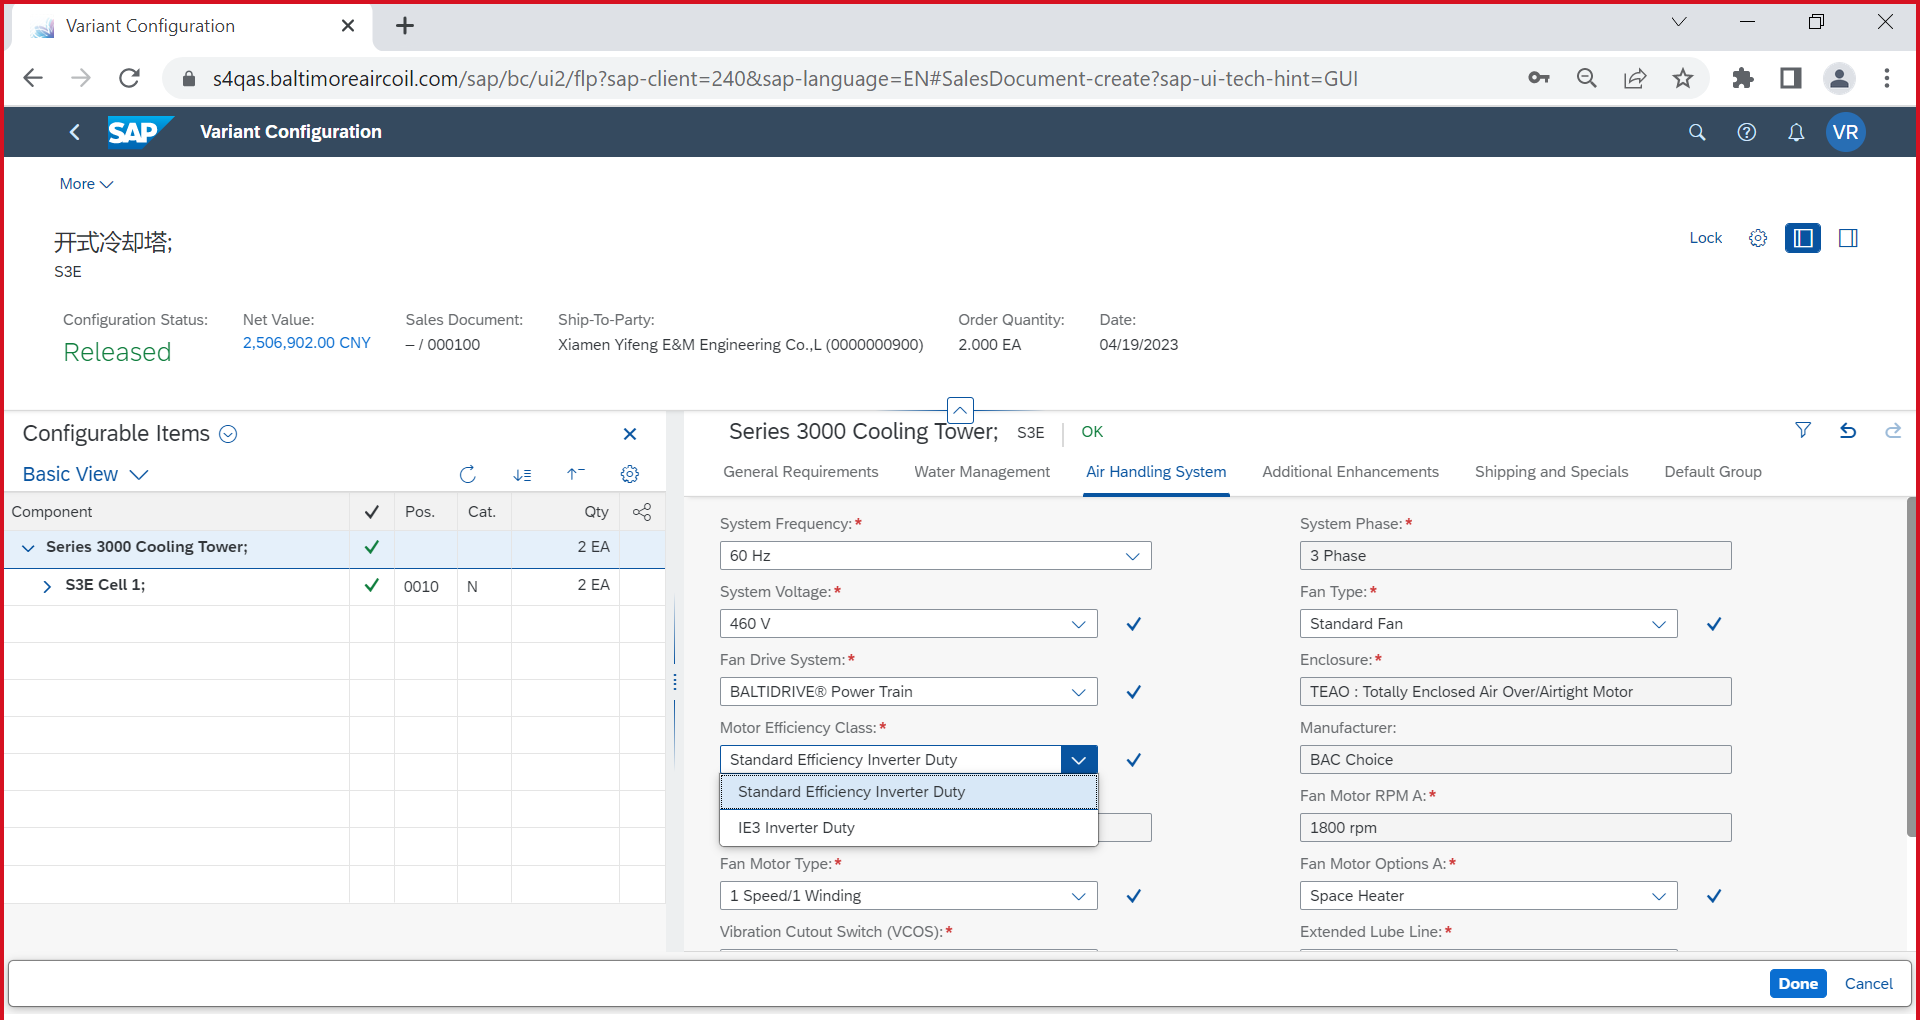 Variant Configuration
s4qas.baltimoreaircoil.com/sap/bc/ui2/flp?sap-client=240&sap-language=EN#SalesDocument-create?sap-ui-tech-hint=GUI
SAP Variant Configuration VR
More
开式冷却塔;
S3E
Lock
Configuration Status: Net Value: Sales Document: Ship-To-Party: Order Quantity: Date:
Released 2,506,902.00 CNY – / 000100 Xiamen Yifeng E&M Engineering Co.,L (0000000900) 2.000 EA 04/19/2023
Configurable Items
Basic View
Component Pos. Cat. Qty
Series 3000 Cooling Tower; 2 EA
S3E Cell 1; 0010 N 2 EA
Series 3000 Cooling Tower; S3E OK
General Requirements Water Management Air Handling System Additional Enhancements Shipping and Specials Default Group
System Frequency:* System Phase:*
60 Hz 3 Phase
System Voltage:* Fan Type:*
460 V Standard Fan
Fan Drive System:* Enclosure:*
BALTIDRIVE® Power Train TEAO : Totally Enclosed Air Over/Airtight Motor
Motor Efficiency Class:* Manufacturer:
Standard Efficiency Inverter Duty BAC Choice
Standard Efficiency Inverter Duty Fan Motor RPM A:*
IE3 Inverter Duty 1800 rpm
Fan Motor Type:* Fan Motor Options A:*
1 Speed/1 Winding Space Heater
Vibration Cutout Switch (VCOS):* Extended Lube Line:*
Done Cancel